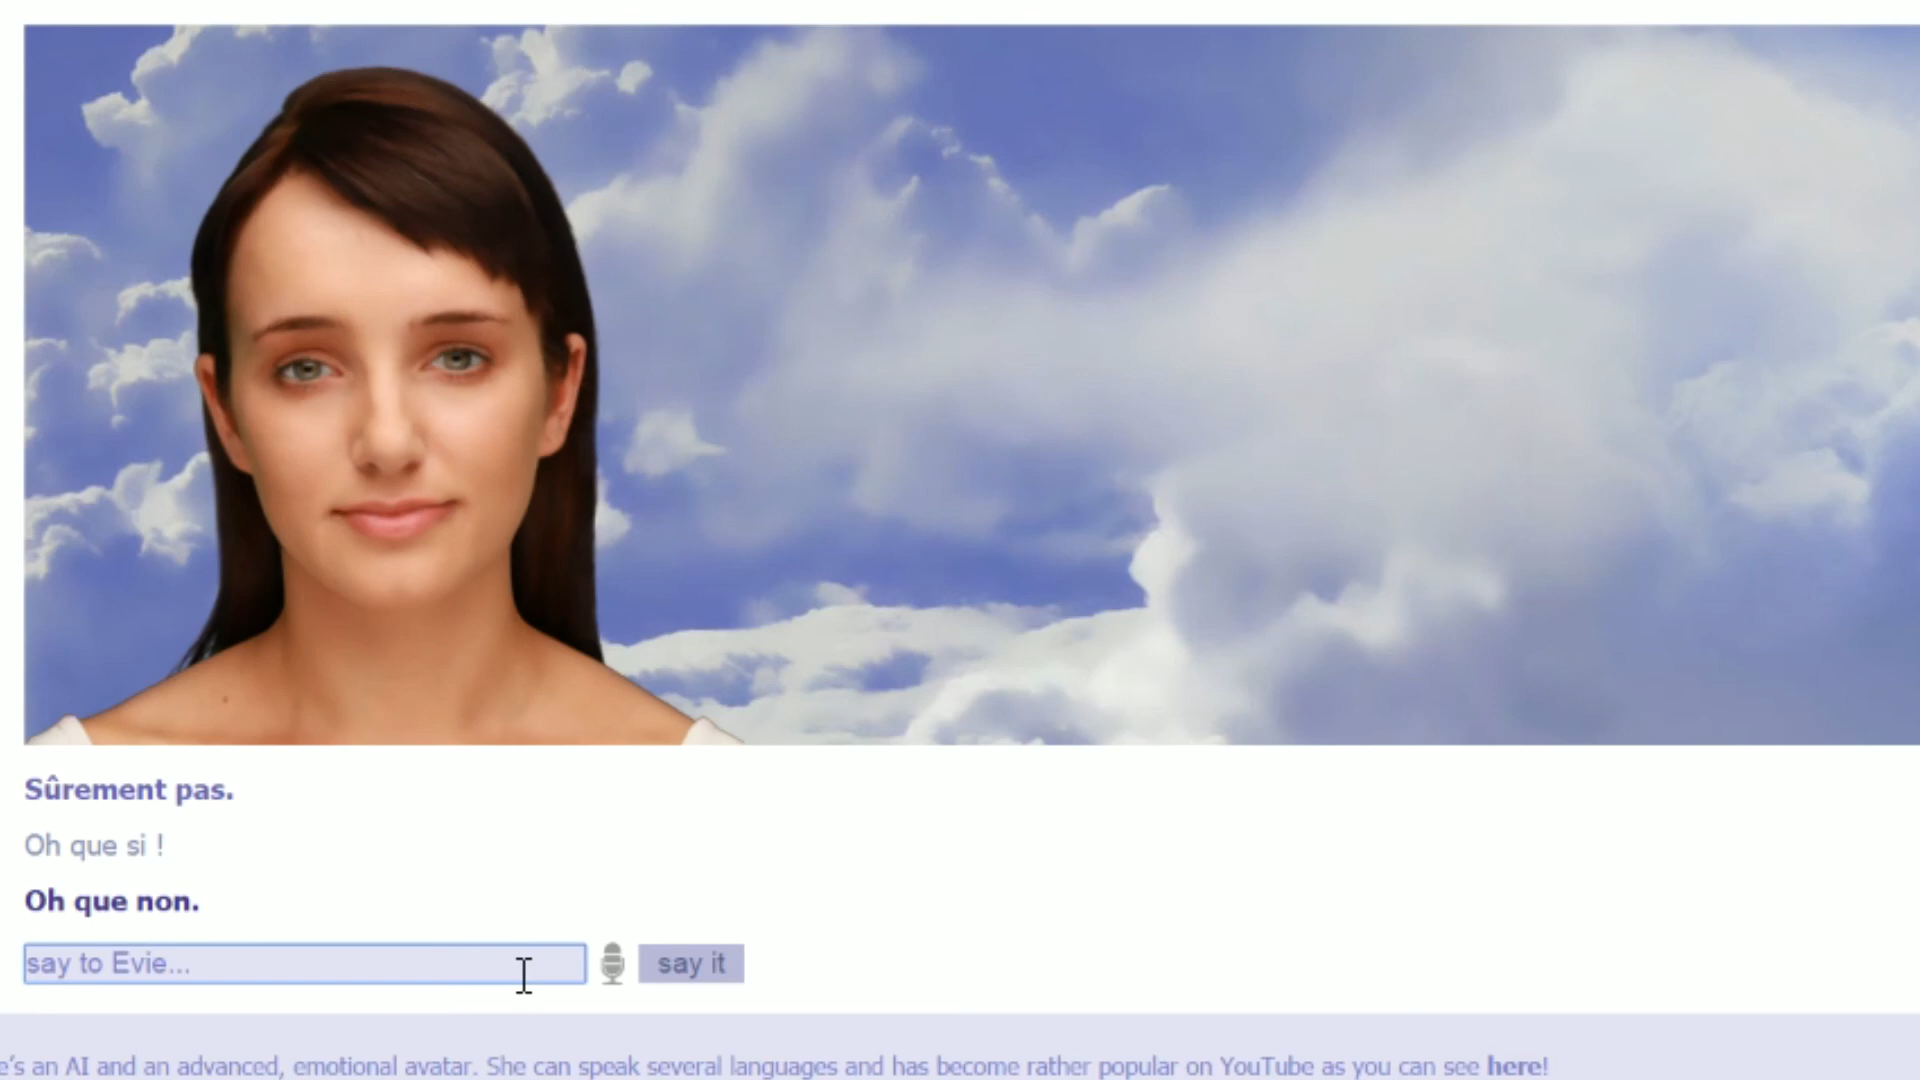 Sûrement pas.
Oh que si !
Oh que non.
say to Evie...
say it
an AI and an advanced, emotional avatar. She can speak several languages and has become rather popular on YouTube as you can see here!